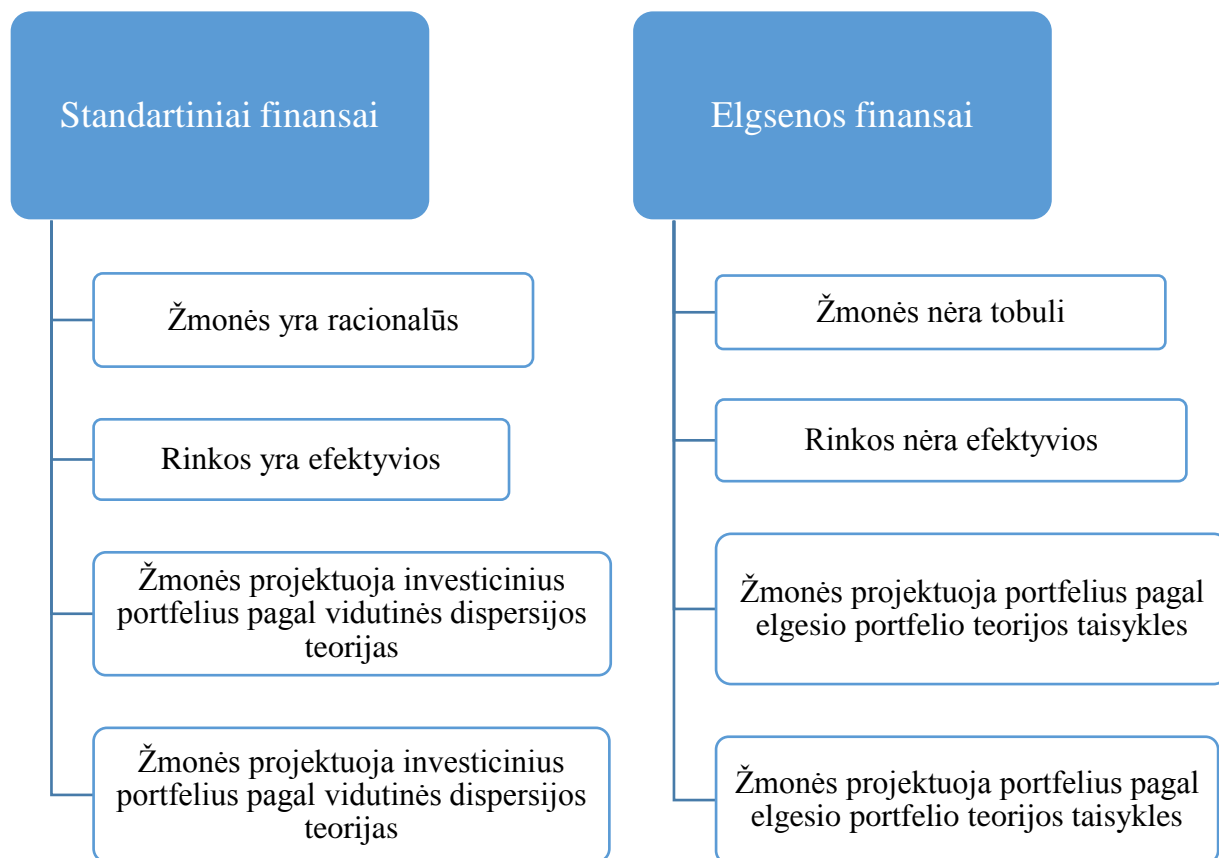 Standartiniai finansai
Žmonės yra racionalūs
Rinkos yra efektyvios
Žmonės projektuoja investicinius
portfelius pagal vidutinės dispersijos
teorijas
Žmonės projektuoja investicinius
portfelius pagal vidutinės dispersijos
teorijas
Elgsenos finansai
Žmonės nėra tobuli
Rinkos nėra efektyvios
Žmonės projektuoja portfelius pagal
elgesio portfelio teorijos taisykles
Žmonės projektuoja portfelius pagal
elgesio portfelio teorijos taisykles